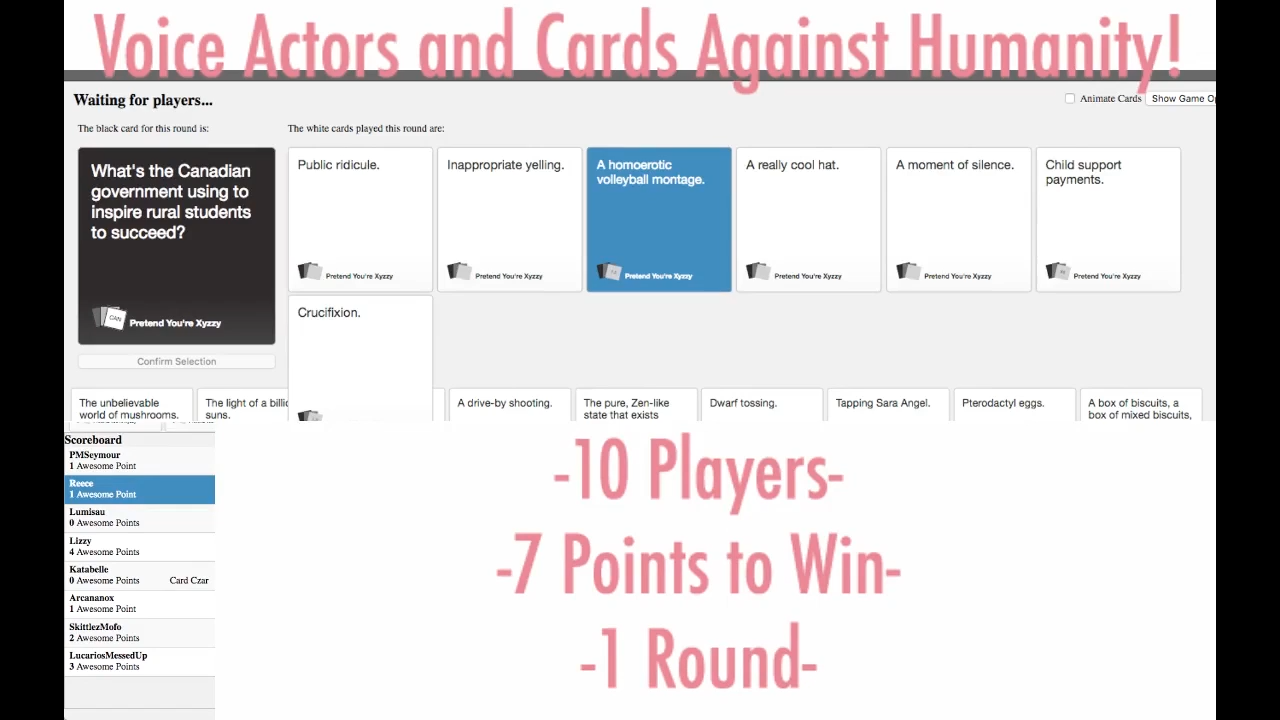 Voice Actors and Cards Against Humanity!
Waiting for players...
Animate Cards
Show Game Op
The black card for this round is:
The white cards played this round are:
What's the Canadian
government using to
inspire rural students
to succeed?
CAN
Pretend You're Xyzzy
Confirm Selection
Public ridicule.
Pretend You're Xyzzy
Inappropriate yelling.
Pretend You're Xyzzy
A homoerotic
volleyball montage.
Pretend You're Xyzzy
A really cool hat.
Pretend You're Xyzzy
A moment of silence.
Pretend You're Xyzzy
Child support
payments.
Pretend You're Xyzzy
Crucifixion.
The unbelievable
world of mushrooms.
The light of a billi
suns.
A drive-by shooting.
The pure, Zen-like
state that exists
Dwarf tossing.
Tapping Sara Angel.
Pterodactyl eggs.
A box of biscuits, a
box of mixed biscuits,
Scoreboard
PMSeymour
1 Awesome Point
Reece
1 Awesome Point
Lumisau
0 Awesome Points
Lizzy
4 Awesome Points
Katabelle
0 Awesome Points Card Czar
Arcananox
1 Awesome Point
SkittlezMofo
2 Awesome Points
LucariosMessedUp
3 Awesome Points
-10 Players-
-7 Points to Win-
-1 Round-